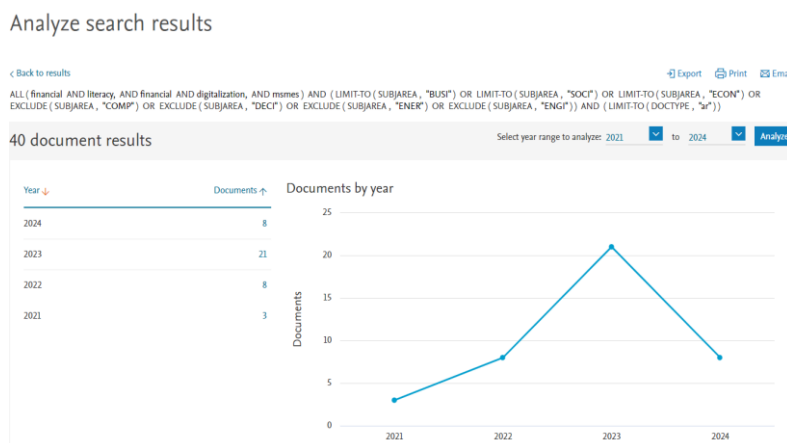 Analyze search results
Back to results
Export Print Ema
ALL ( financial AND literacy, AND financial AND digitalization, AND msmes ) AND ( LIMIT-TO ( SUBJAREA , "BUSI" ) OR LIMIT-TO ( SUBJAREA , "SOCI" ) OR LIMIT-TO ( SUBJAREA , "ECON" ) OR
EXCLUDE ( SUBJAREA , "COMP" ) OR EXCLUDE ( SUBJAREA , "DECI" ) OR EXCLUDE ( SUBJAREA , "ENER" ) OR EXCLUDE ( SUBJAREA , "ENGI" ) ) AND ( LIMIT-TO ( DOCTYPE , "ar" ) )
40 document results
Select year range to analyze: 2021 to 2024 Analyze
Year Documents
2024 8
2023 21
2022 8
2021 3
Documents by year
Documents
25
20
15
10
5
0
2021 2022 2023 2024